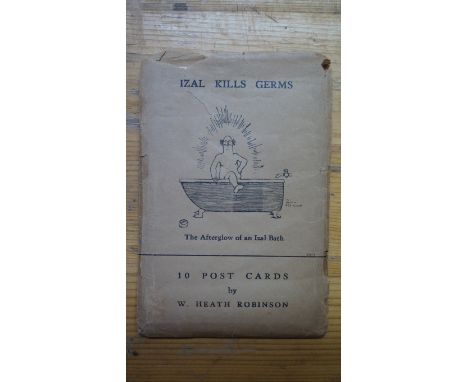 IZAL KILLS GERMS
The Afterglow of an Izal Bath
10 POST CARDS
by
W. HEATH ROBINSON